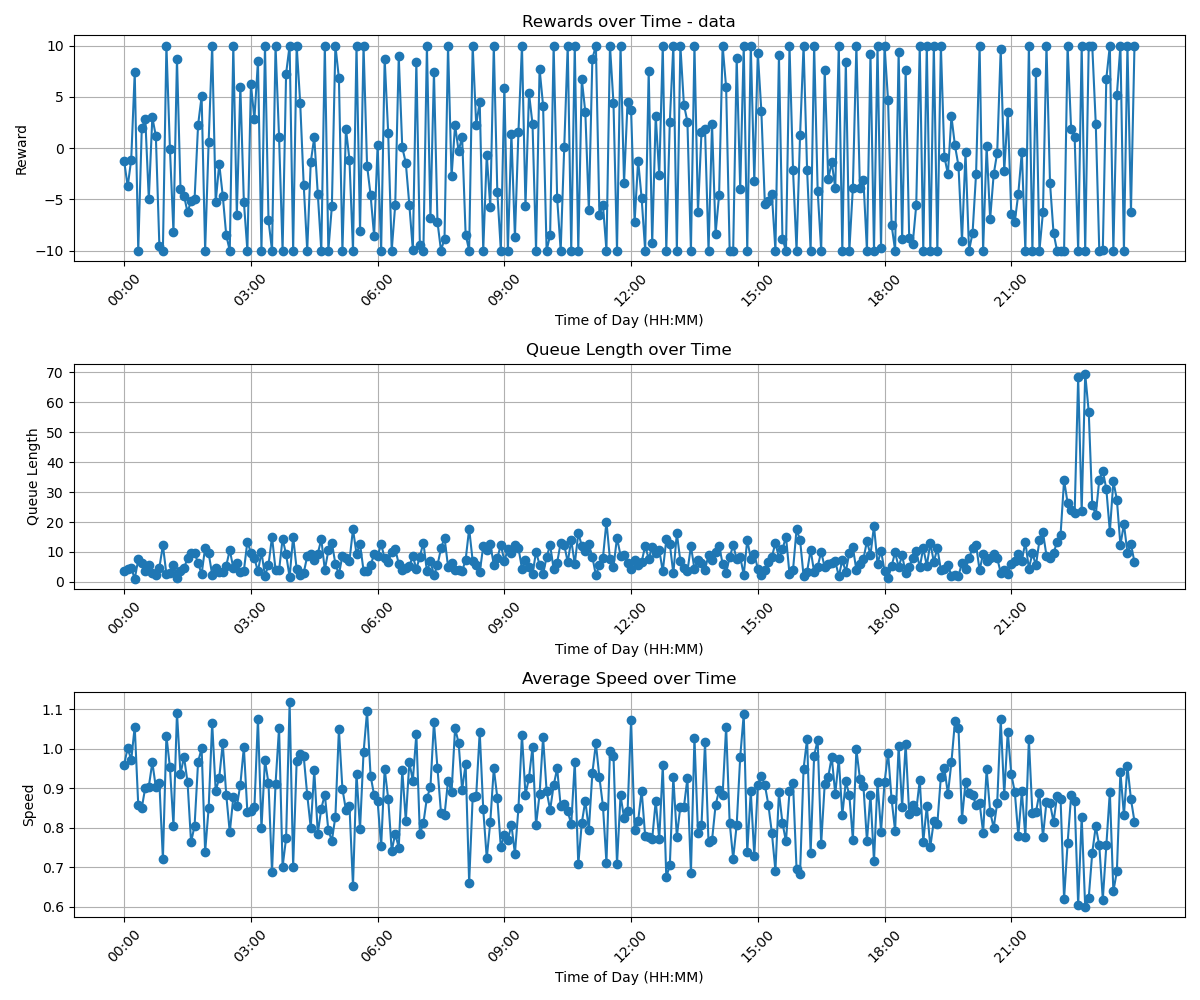 Rewards over Time - data
10
5
0
−5
−10
Reward
00:00 03:00 06:00 09:00 12:00 15:00 18:00 21:00
Time of Day (HH:MM)
Queue Length over Time
70
60
50
40
30
20
10
0
Queue Length
00:00 03:00 06:00 09:00 12:00 15:00 18:00 21:00
Time of Day (HH:MM)
Average Speed over Time
1.1
1.0
0.9
0.8
0.7
0.6
Speed
00:00 03:00 06:00 09:00 12:00 15:00 18:00 21:00
Time of Day (HH:MM)